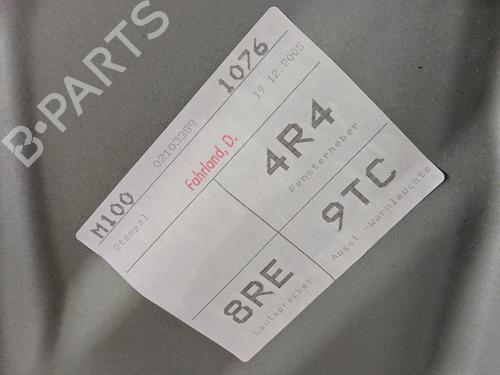 B-PARTS
M100 02103389 1076
Stempel Fahrland, D. 19.12.2005
4R4
Fensterheber
8RE 9TC
Lautsprecher Ausst.-Warnleuchte